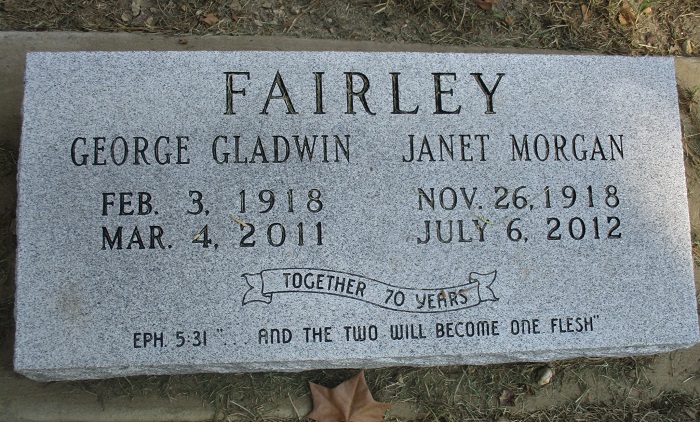 FAIRLEY
GEORGE GLADWIN JANET MORGAN
FEB. 3, 1918 NOV. 26, 1918
MAR. 4, 2011 JULY 6, 2012
TOGETHER 70 YEARS
EPH. 5:31 "... AND THE TWO WILL BECOME ONE FLESH"